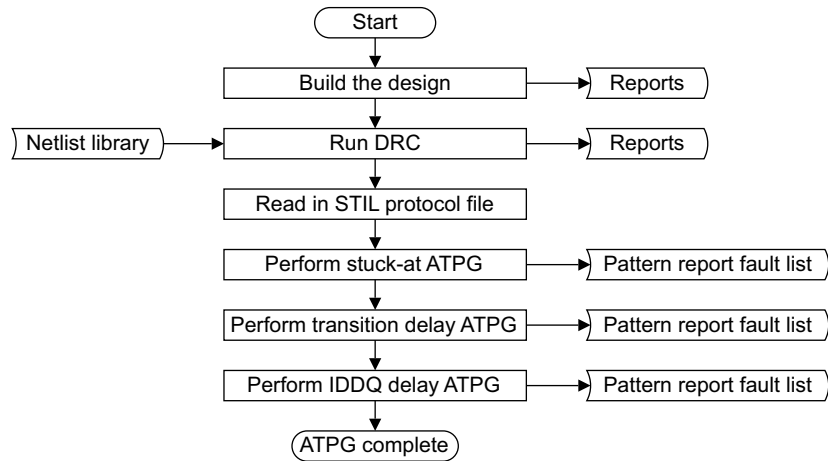 Start
Build the design
Reports
Netlist library
Run DRC
Reports
Read in STIL protocol file
Perform stuck-at ATPG
Pattern report fault list
Perform transition delay ATPG
Pattern report fault list
Perform IDDQ delay ATPG
Pattern report fault list
ATPG complete